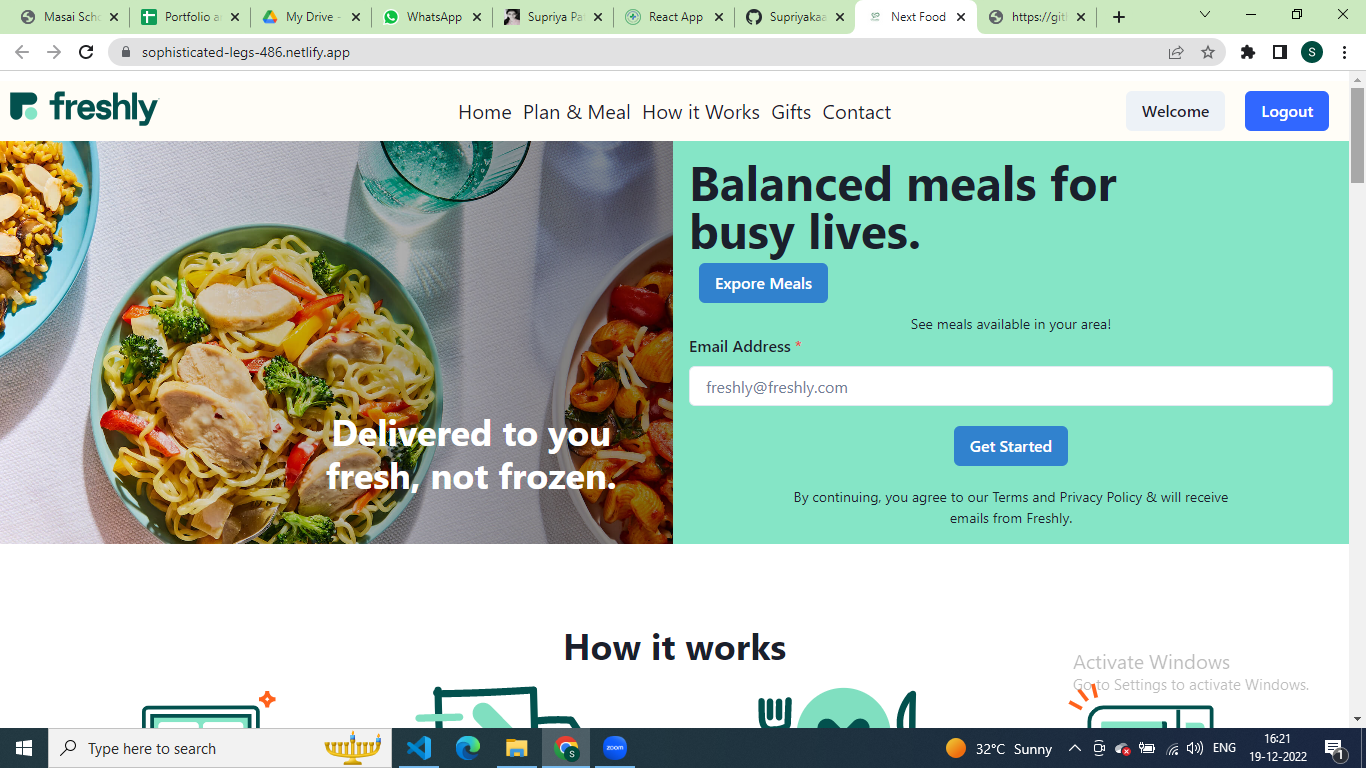 Masai Scho
Portfolio a
My Drive -
WhatsApp
Supriya Pa
React App
Supriyakaa
Next Food
https://git
sophisticated-legs-486.netlify.app
S
freshly
Home Plan & Meal How it Works Gifts Contact
Welcome
Logout
Delivered to you
fresh, not frozen.
Balanced meals for
busy lives.
Expore Meals
See meals available in your area!
Email Address *
freshly@freshly.com
Get Started
By continuing, you agree to our Terms and Privacy Policy & will receive
emails from Freshly.
How it works
Activate Windows
Go to Settings to activate Windows.
Type here to search
zoom
S
32°C Sunny
ENG
16:21
19-12-2022
1